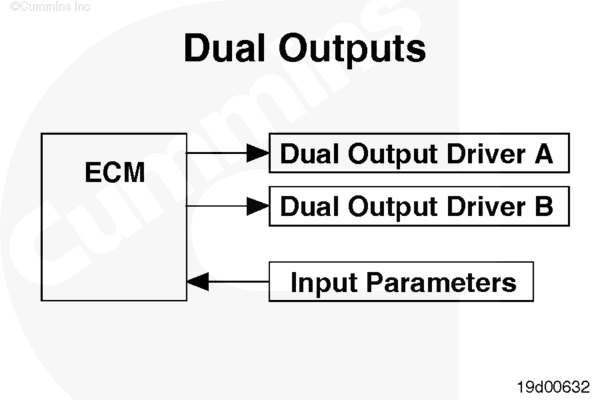 ©Cummins Inc
Dual Outputs
Cummins
ECM
Dual Output Driver A
Dual Output Driver B
Input Parameters
19d00632